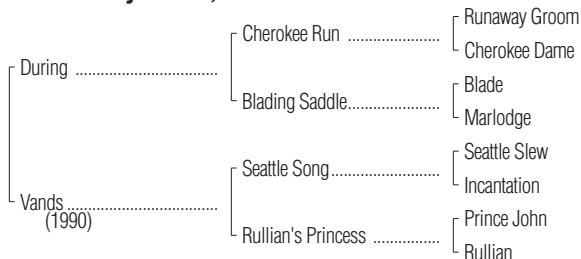 Runaway Groom
Cherokee Run ....................
Cherokee Dame
During ................................
Blade
Blading Saddle.....................
Marlodge
Seattle Slew
Seattle Song.........................
Incantation
Vands..................................
(1990)
Prince John
Rullian's Princess ...............
Rullian